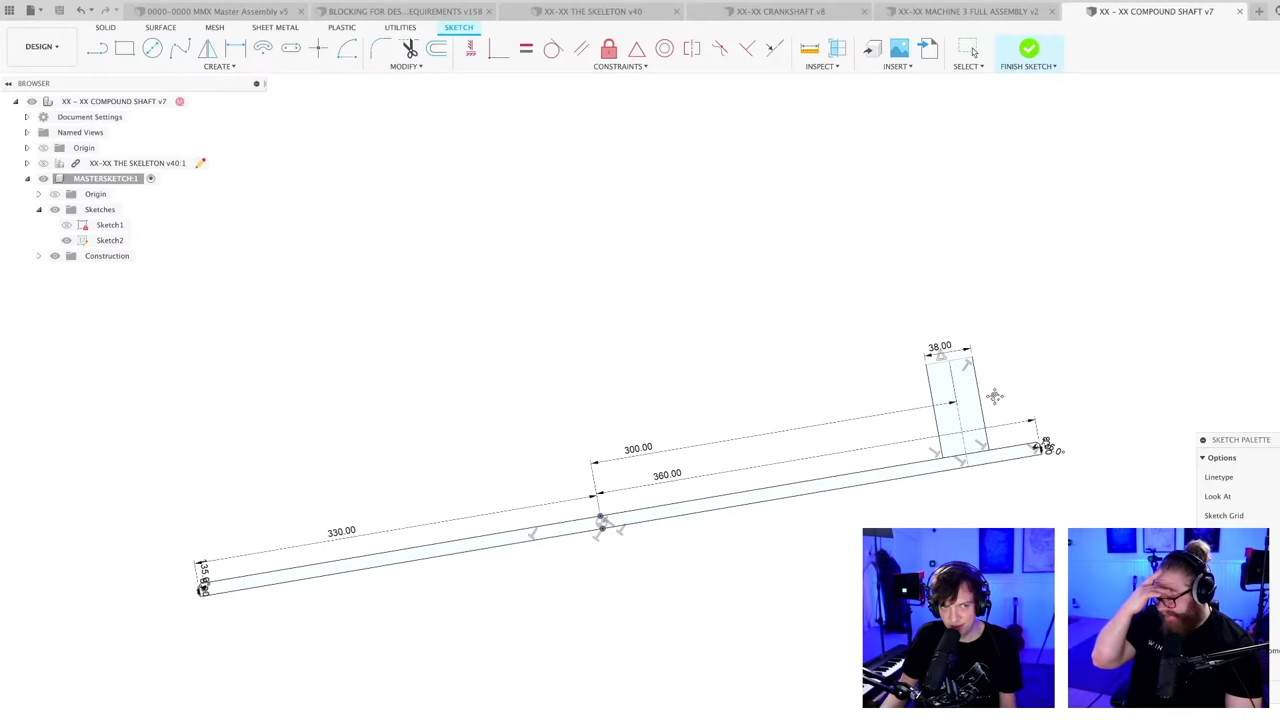 0000-0000 MMX Master Assembly v5
BLOCKING FOR DES...EQUIREMENTS v158
XX-XX THE SKELETON v40
XX-XX CRANKSHAFT v8
XX-XX MACHINE 3 FULL ASSEMBLY v2
XX – XX COMPOUND SHAFT v7
SOLID
SURFACE
MESH
SHEET METAL
PLASTIC
UTILITIES
SKETCH
DESIGN
CREATE
MODIFY
CONSTRAINTS
INSPECT
INSERT
SELECT
FINISH SKETCH
BROWSER
XX – XX COMPOUND SHAFT v7
Document Settings
Named Views
Origin
XX-XX THE SKELETON v40:1
MASTERSKETCH:1
Origin
Sketches
Sketch1
Sketch2
Construction
38.00
300.00
360.00
330.00
SKETCH PALETTE
Options
Linetype
Look At
Sketch Grid